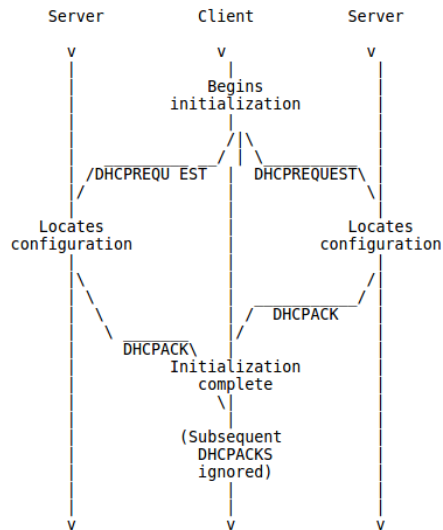 Server Client Server
v v v
Begins
initialization
DHCPREQU EST DHCPREQUEST
Locates Locates
configuration configuration
DHCPACK
DHCPACK
Initialization
complete
(Subsequent
DHCPACKS
ignored)
v v v